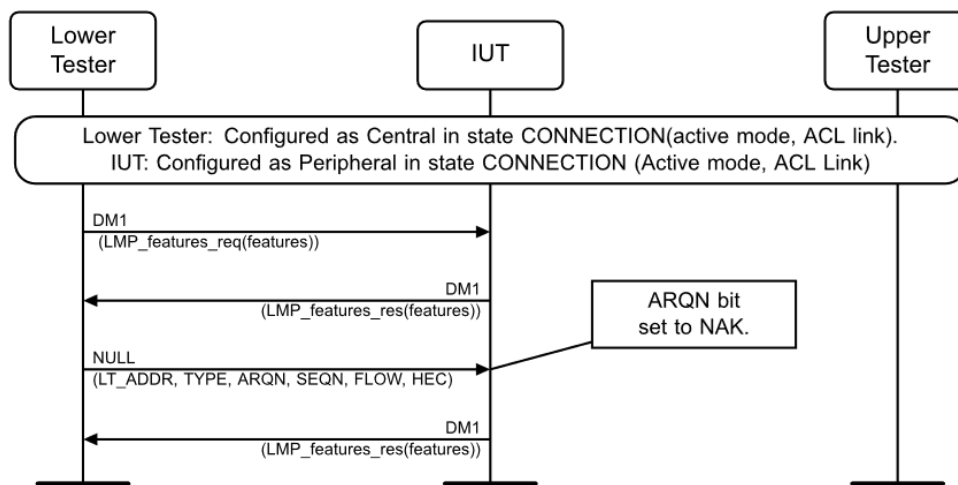 Lower
Tester
IUT
Upper
Tester
Lower Tester: Configured as Central in state CONNECTION(active mode, ACL link).
IUT: Configured as Peripheral in state CONNECTION (Active mode, ACL Link)
DM1
(LMP_features_req(features))
DM1
(LMP_features_res(features))
ARQN bit
set to NAK.
NULL
(LT_ADDR, TYPE, ARQN, SEQN, FLOW, HEC)
DM1
(LMP_features_res(features))